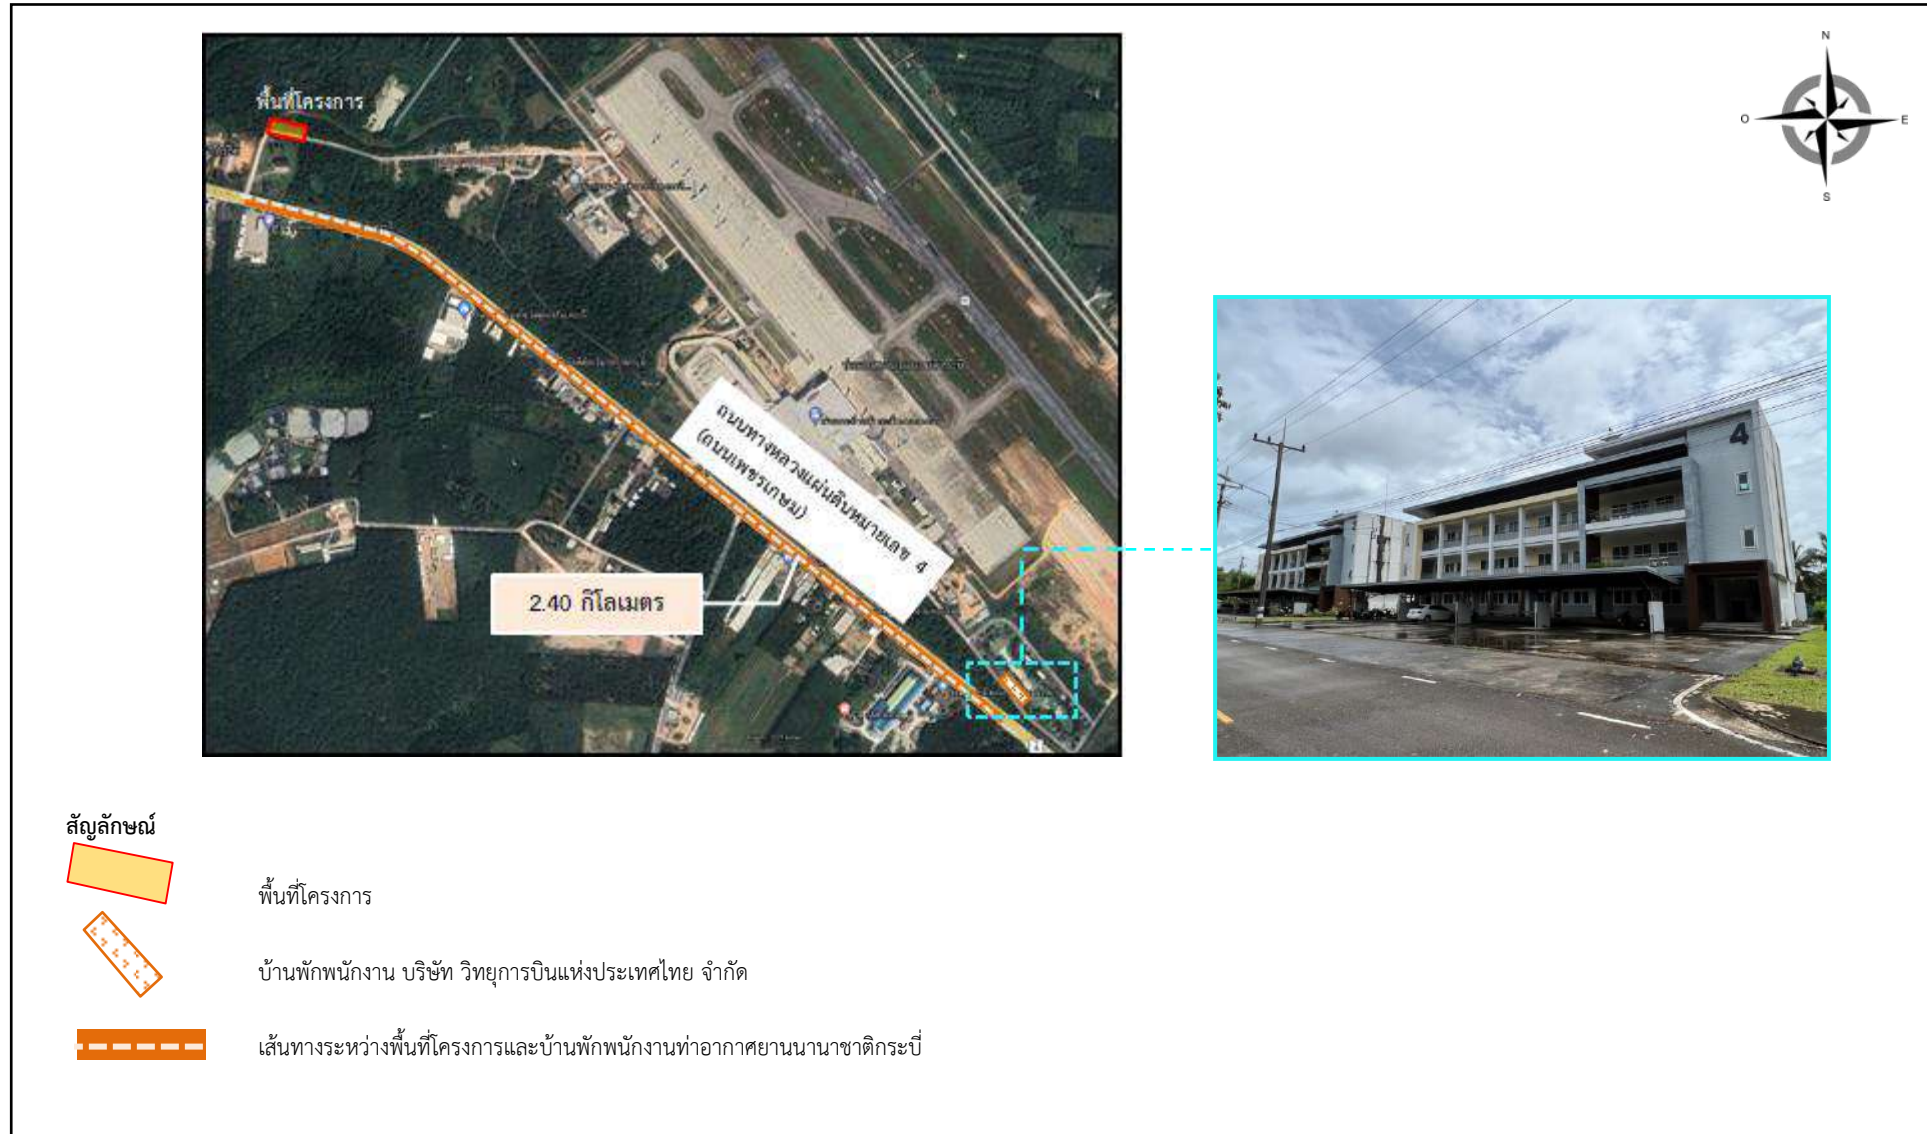 N
O
E
S
พื้นที่โครงการ
ถนนทางหลวงแผ่นดินหมายเลข 4
(ถนนเพชรเกษม)
2.40 กิโลเมตร
4
4
สัญลักษณ์
พื้นที่โครงการ
บ้านพักพนักงาน บริษัท วิทยุการบินแห่งประเทศไทย จำกัด
เส้นทางระหว่างพื้นที่โครงการและบ้านพักพนักงานท่าอากาศยานนานาชาติกระบี่